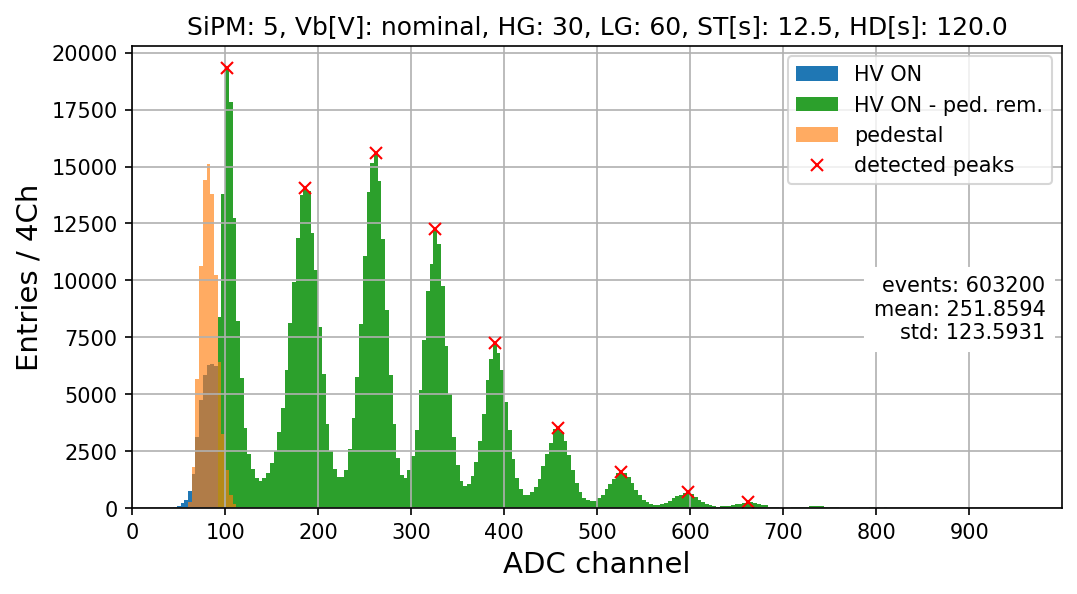 SiPM: 5, Vb[V]: nominal, HG: 30, LG: 60, ST[s]: 12.5, HD[s]: 120.0
20000
17500
15000
12500
10000
7500
5000
2500
0
Entries / 4Ch
HV ON
HV ON - ped. rem.
pedestal
detected peaks
events: 603200
mean: 251.8594
std: 123.5931
0 100 200 300 400 500 600 700 800 900
ADC channel